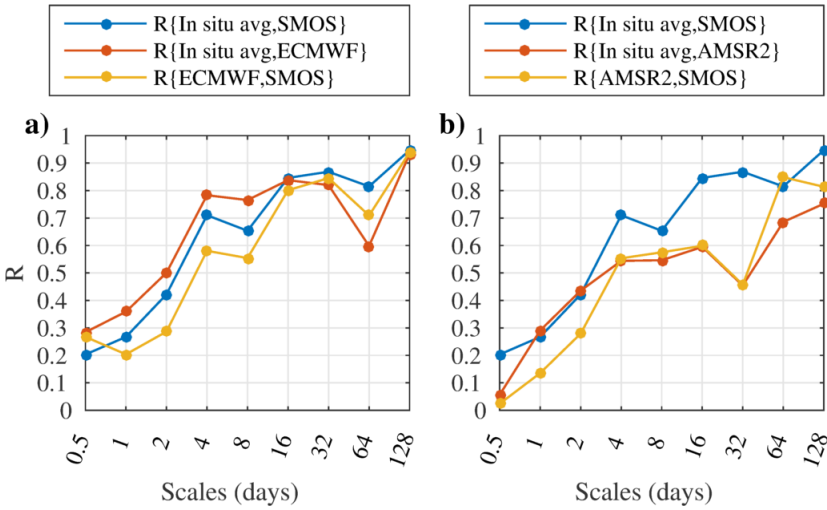 R{In situ avg,SMOS}
R{In situ avg,ECMWF}
R{ECMWF,SMOS}
R{In situ avg,SMOS}
R{In situ avg,AMSR2}
R{AMSR2,SMOS}
a)
1
0.9
0.8
0.7
0.6
0.5
0.4
0.3
0.2
0.1
0
R
0.5 1 2 4 8 16 32 64 128
Scales (days)
b)
1
0.9
0.8
0.7
0.6
0.5
0.4
0.3
0.2
0.1
0
0.5 1 2 4 8 16 32 64 128
Scales (days)